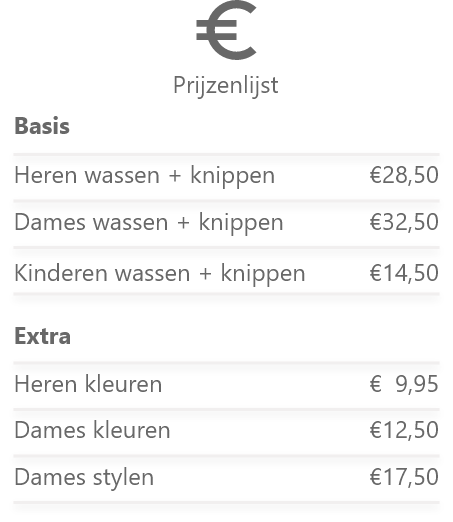 €
Prijzenlijst
Basis
Heren wassen + knippen €28,50
Dames wassen + knippen €32,50
Kinderen wassen + knippen €14,50
Extra
Heren kleuren € 9,95
Dames kleuren €12,50
Dames stylen €17,50